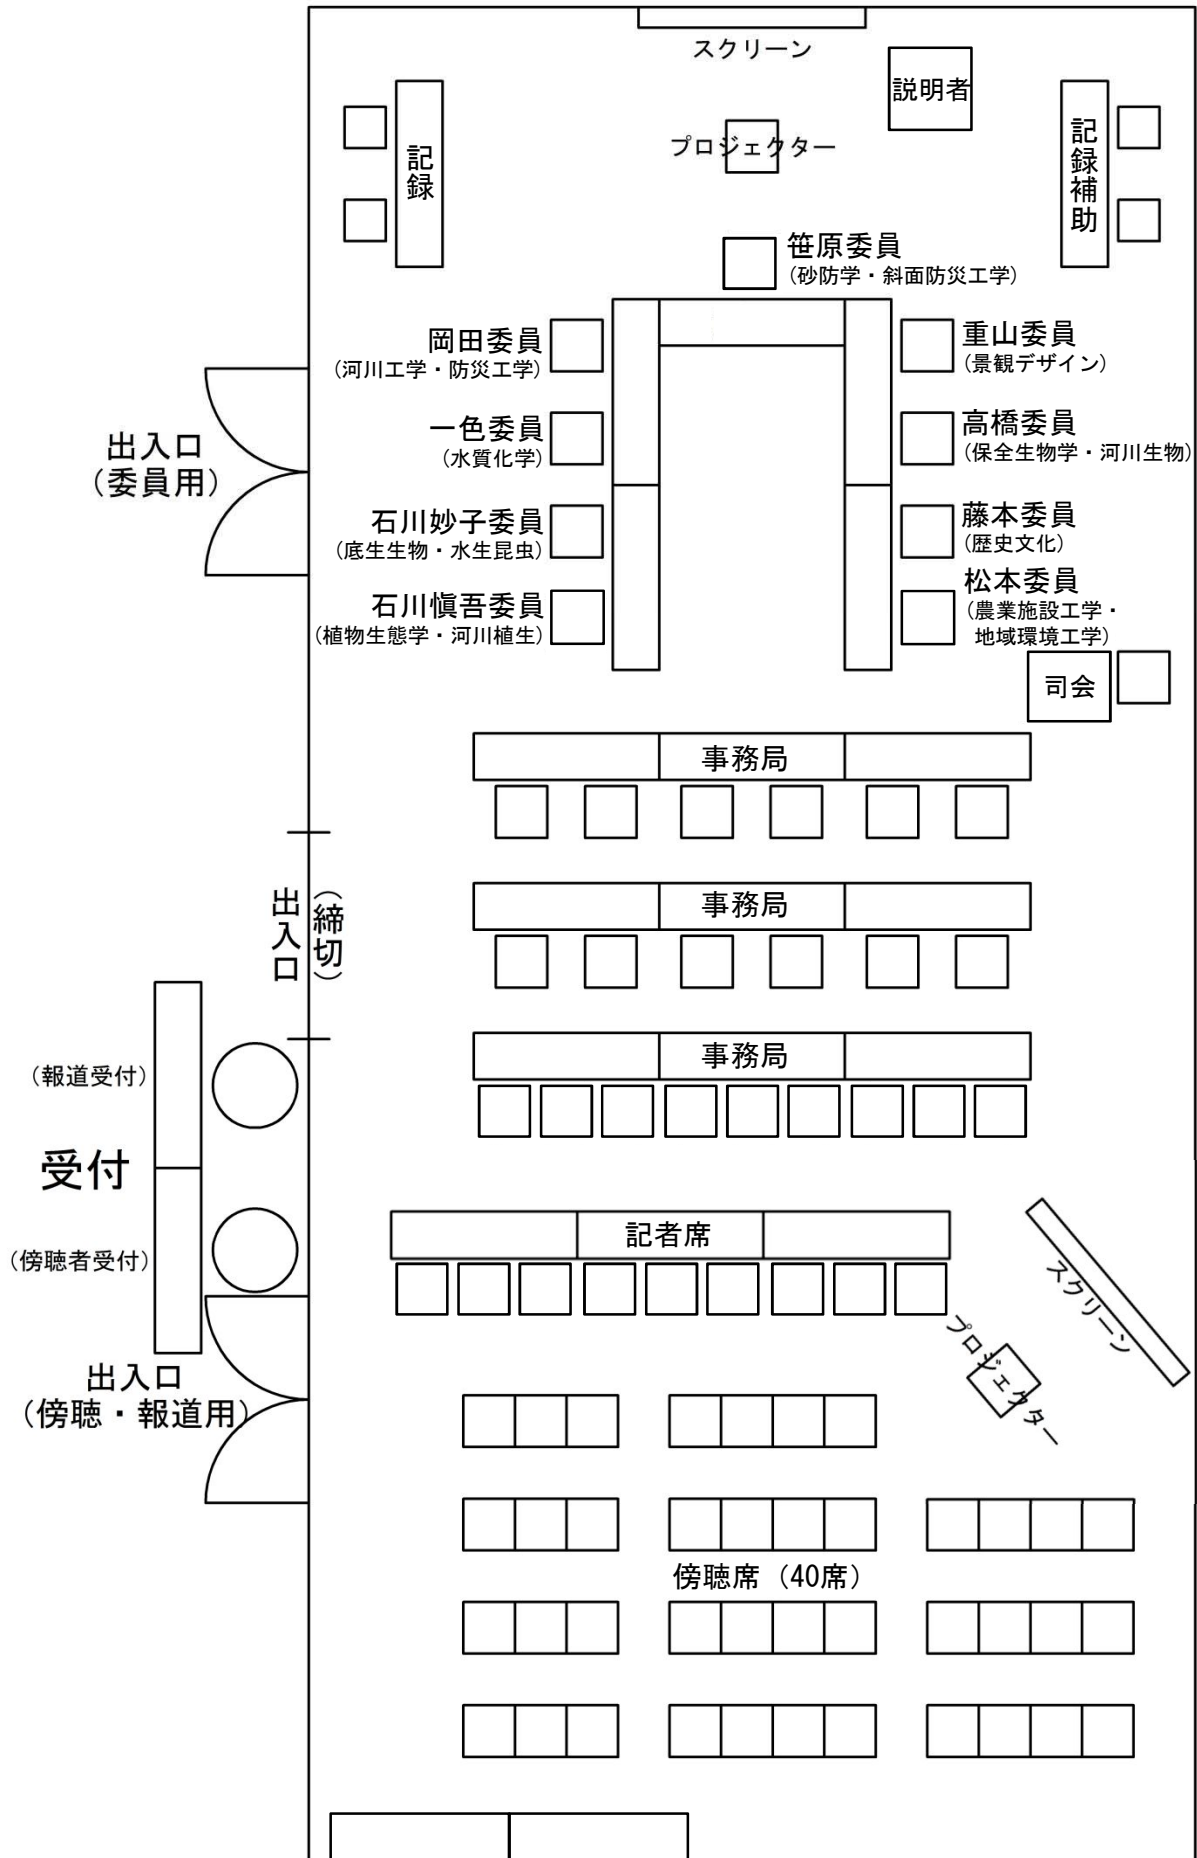 スクリーン
説明者
プロジェクター
記録
記録補助
笹原委員
(砂防学・斜面防災工学)
岡田委員
(河川工学・防災工学)
重山委員
(景観デザイン)
一色委員
(水質化学)
高橋委員
(保全生物学・河川生物)
出入口
(委員用)
石川妙子委員
(底生生物・水生昆虫)
藤本委員
(歴史文化)
石川愼吾委員
(植物生態学・河川植生)
松本委員
(農業施設工学・
地域環境工学)
司会
事務局
出入口
(締切)
事務局
事務局
(報道受付)
受付
(傍聴者受付)
記者席
スクリーン
プロジェクター
出入口
(傍聴・報道用)
傍聴席（40席）